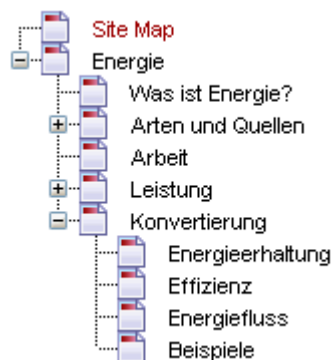 Site Map
Energie
Was ist Energie?
Arten und Quellen
Arbeit
Leistung
Konvertierung
Energieerhaltung
Effizienz
Energiefluss
Beispiele